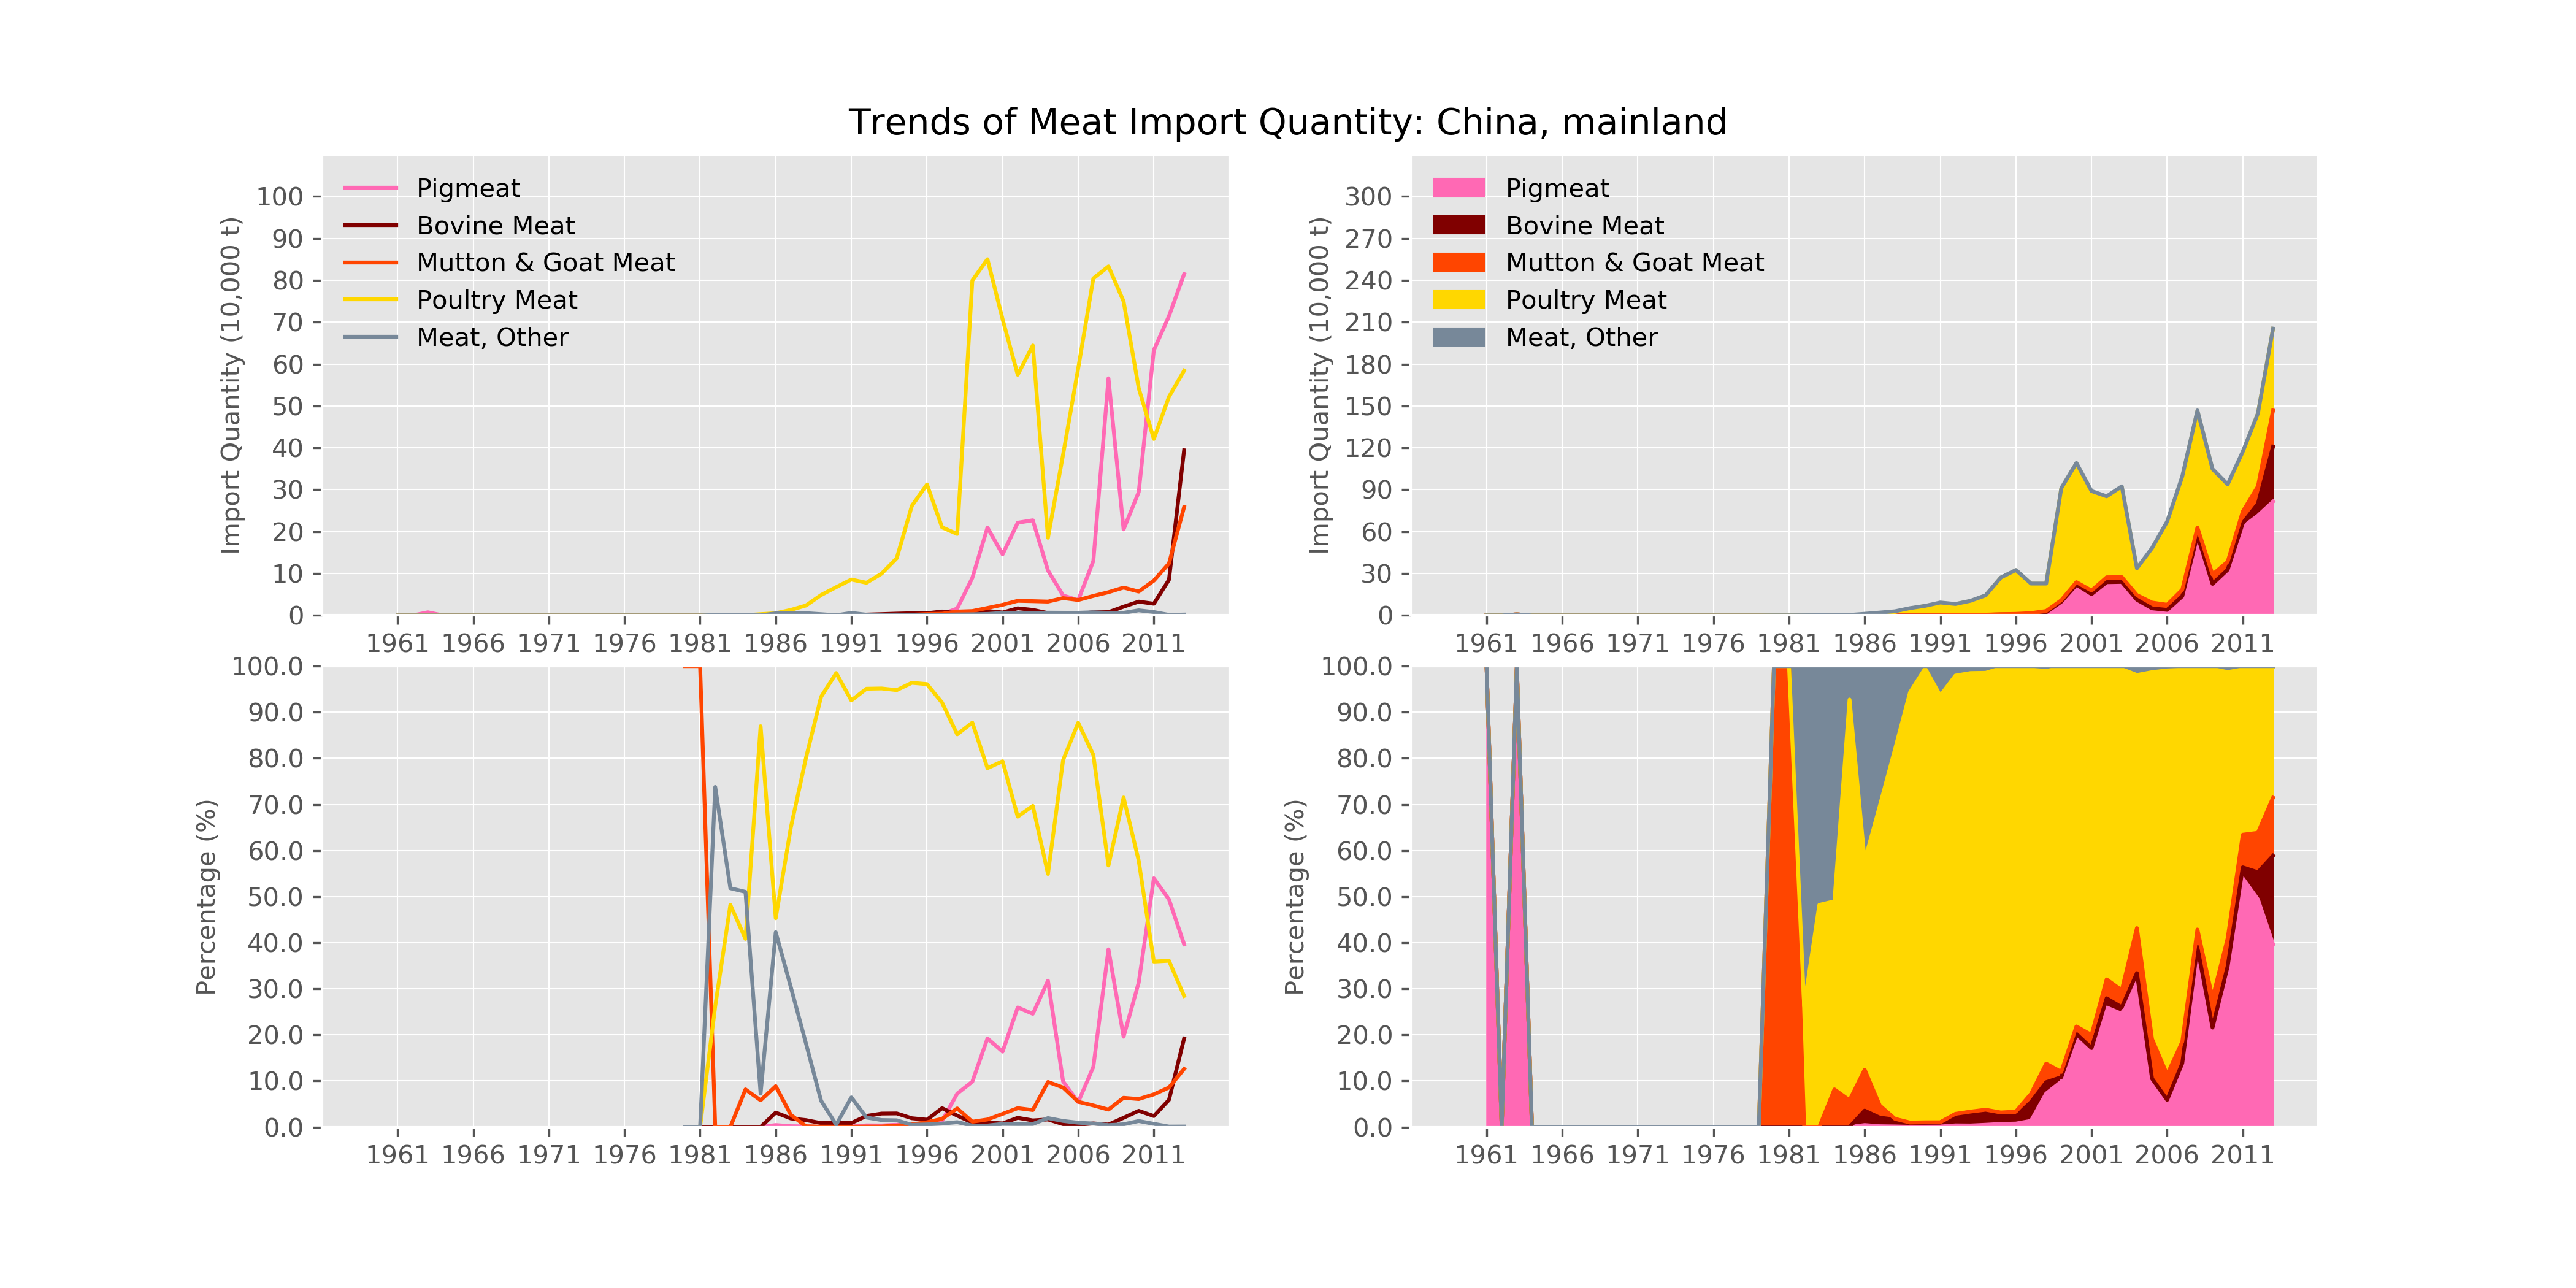 Trends of Meat Import Quantity: China, mainland
Import Quantity (10,000 t)
100
90
80
70
60
50
40
30
20
10
0
Pigmeat
Bovine Meat
Mutton & Goat Meat
Poultry Meat
Meat, Other
1961 1966 1971 1976 1981 1986 1991 1996 2001 2006 2011
Import Quantity (10,000 t)
300
270
240
210
180
150
120
90
60
30
0
Pigmeat
Bovine Meat
Mutton & Goat Meat
Poultry Meat
Meat, Other
1961 1966 1971 1976 1981 1986 1991 1996 2001 2006 2011
Percentage (%)
100.0
90.0
80.0
70.0
60.0
50.0
40.0
30.0
20.0
10.0
0.0
1961 1966 1971 1976 1981 1986 1991 1996 2001 2006 2011
Percentage (%)
100.0
90.0
80.0
70.0
60.0
50.0
40.0
30.0
20.0
10.0
0.0
1961 1966 1971 1976 1981 1986 1991 1996 2001 2006 2011